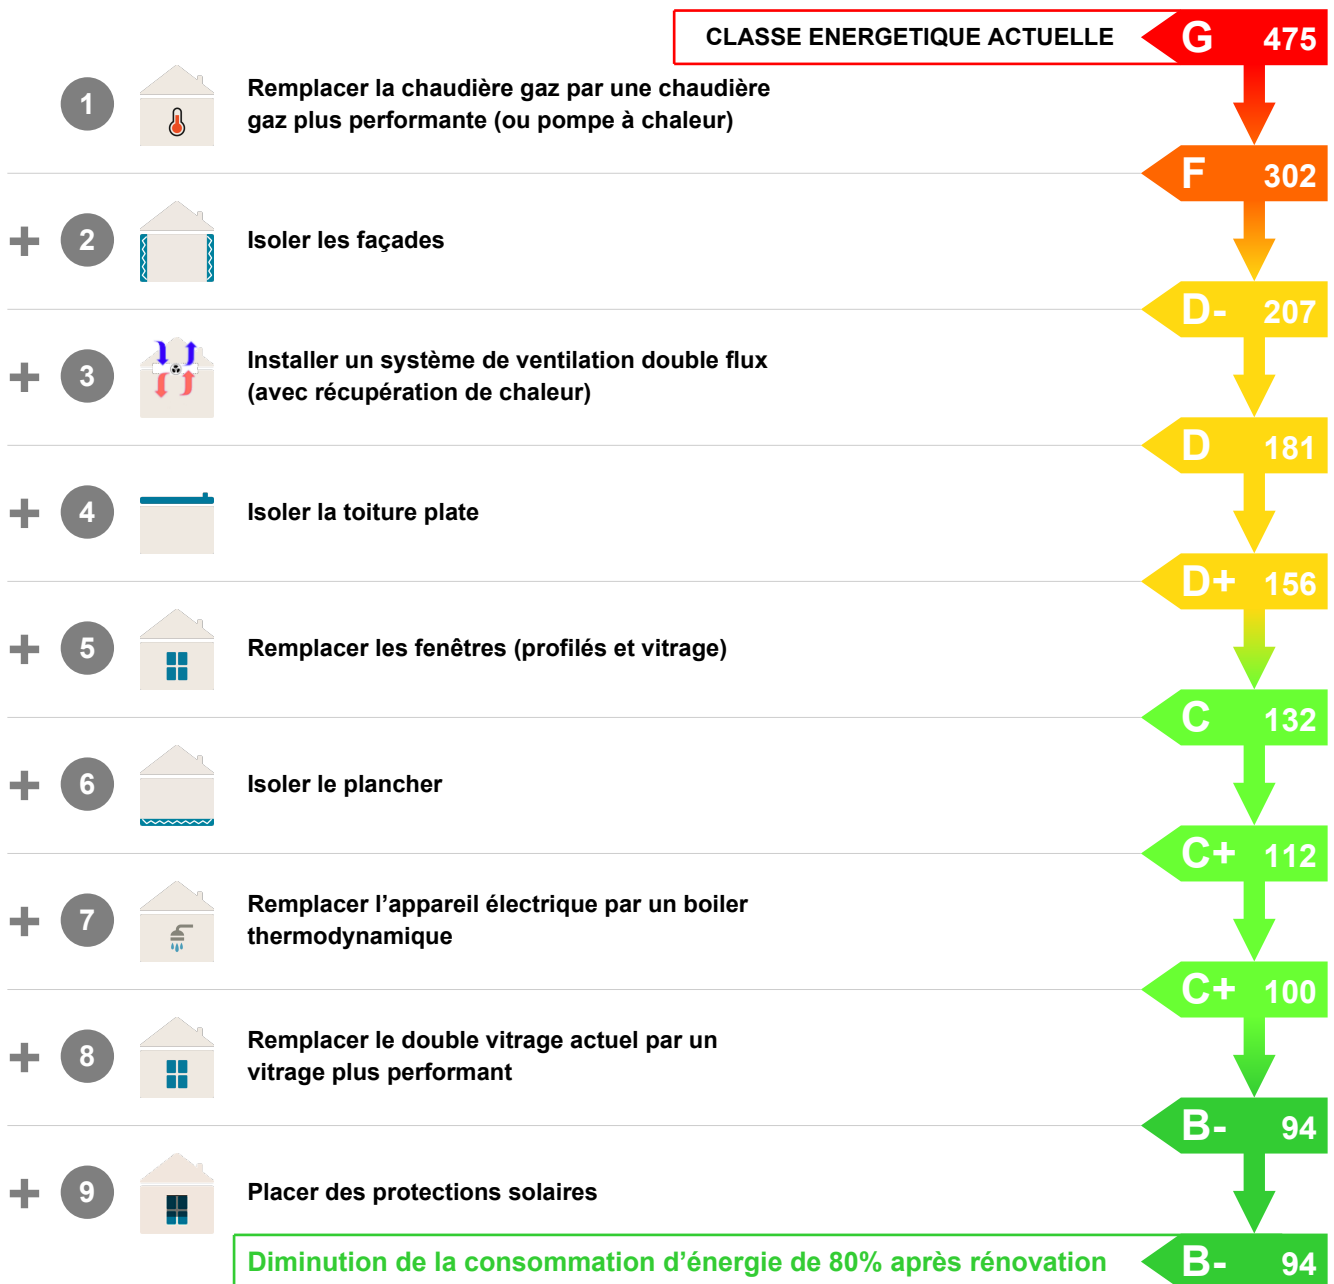 CLASSE ENERGETIQUE ACTUELLE G 475
1 Remplacer la chaudière gaz par une chaudière
gaz plus performante (ou pompe à chaleur)
F 302
+ 2 Isoler les façades
D- 207
+ 3 Installer un système de ventilation double flux
(avec récupération de chaleur)
D 181
+ 4 Isoler la toiture plate
D+ 156
+ 5 Remplacer les fenêtres (profilés et vitrage)
C 132
+ 6 Isoler le plancher
C+ 112
+ 7 Remplacer l’appareil électrique par un boiler
thermodynamique
C+ 100
+ 8 Remplacer le double vitrage actuel par un
vitrage plus performant
B- 94
+ 9 Placer des protections solaires
Diminution de la consommation d’énergie de 80% après rénovation B- 94